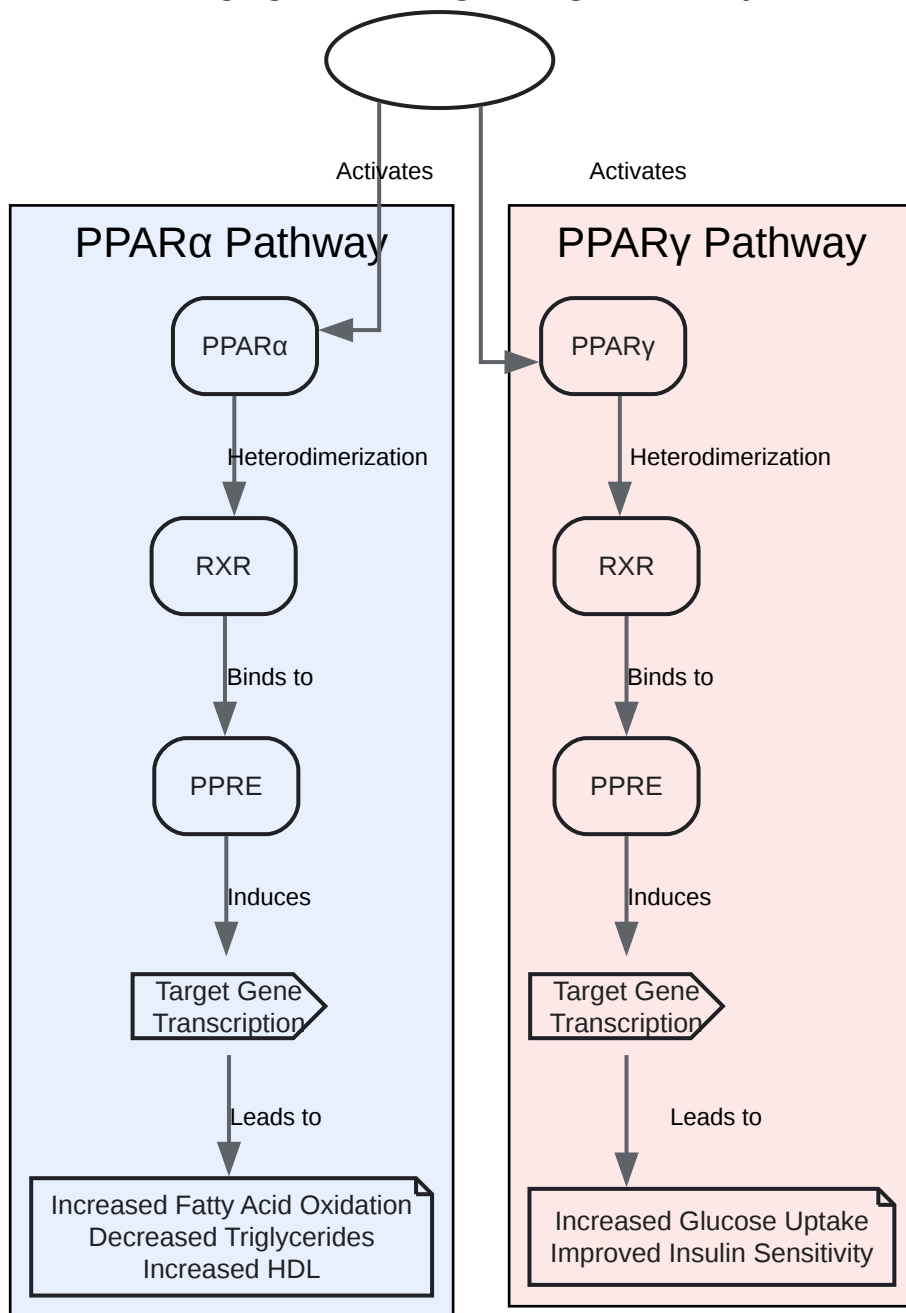 Activates
Activates
PPARα Pathway
PPARα
Heterodimerization
RXR
Binds to
PPRE
Induces
Target Gene
Transcription
Leads to
Increased Fatty Acid Oxidation
Decreased Triglycerides
Increased HDL
PPARγ Pathway
PPARγ
Heterodimerization
RXR
Binds to
PPRE
Induces
Target Gene
Transcription
Leads to
Increased Glucose Uptake
Improved Insulin Sensitivity